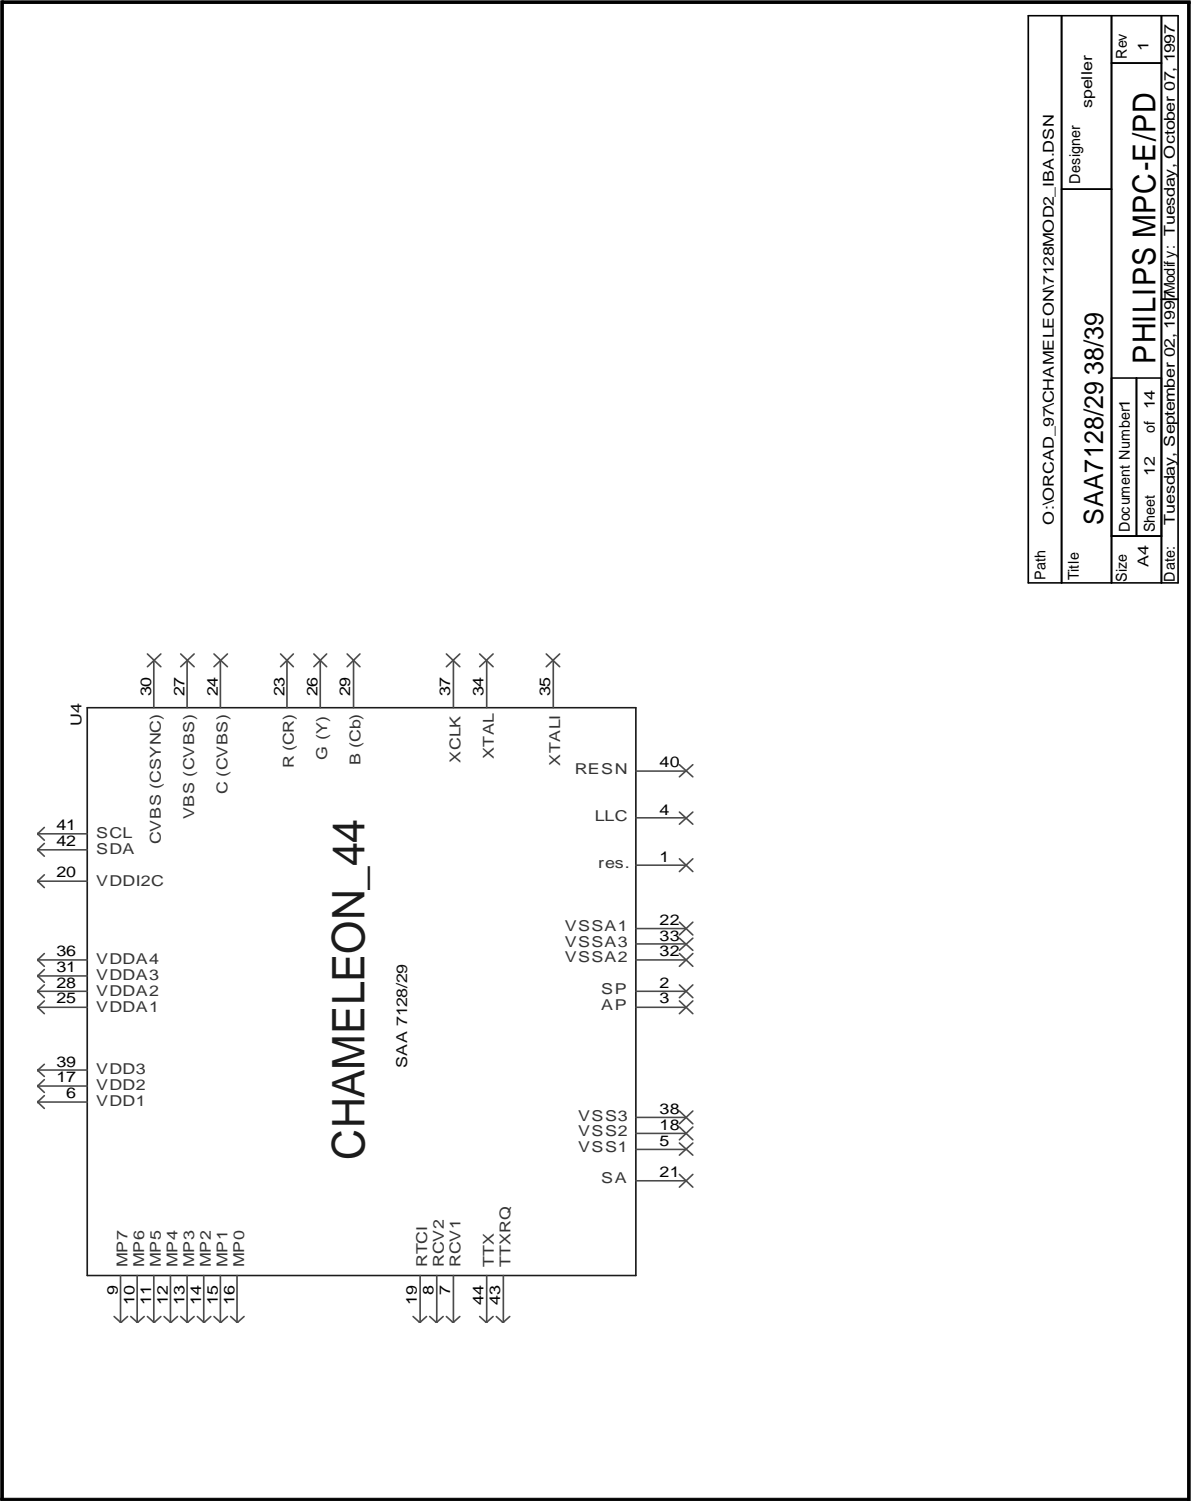 Path O:\ORCAD_97\CHAMELEON\7128MOD2_IBA.DSN
Title
SAA7128/29 38/39
Designer speller
Size
A4
Document Number1
Sheet 12 of 14
PHILIPS MPC-E/PD
Rev
1
Date: Tuesday, September 02, 1997 Modify: Tuesday, October 07, 1997
U4
30 CVBS (CSYNC)
27 VBS (CVBS)
24 C (CVBS)
23 R (CR)
26 G (Y)
29 B (Cb)
37 XCLK
34 XTAL
35 XTALI
41 SCL
42 SDA
20 VDDI2C
36 VDDA4
31 VDDA3
28 VDDA2
25 VDDA1
39 VDD3
17 VDD2
6 VDD1
CHAMELEON_44
SAA 7128/29
RESN 40
LLC 4
res. 1
VSSA1 22
VSSA3 33
VSSA2 32
SP 2
AP 3
VSS3 38
VSS2 18
VSS1 5
SA 21
9 MP7
10 MP6
11 MP5
12 MP4
13 MP3
14 MP2
15 MP1
16 MP0
19 RTCI
8 RCV2
7 RCV1
44 TTX
43 TTXRQ